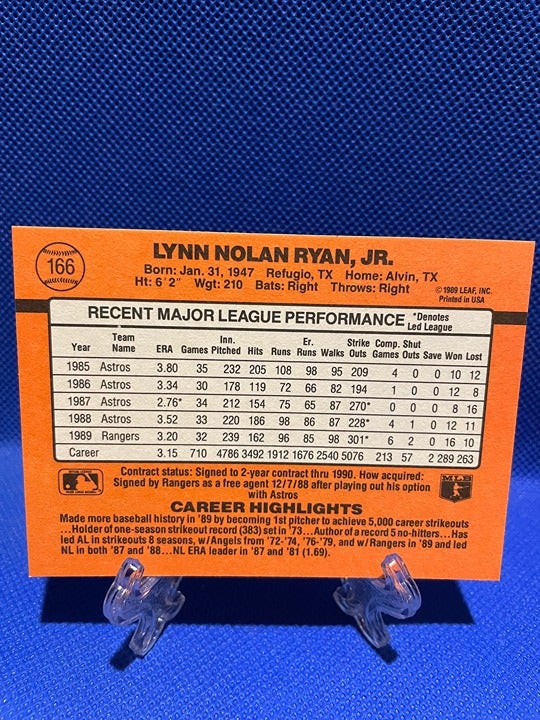 166
LYNN NOLAN RYAN, JR.
Born: Jan. 31, 1947 Refugio, TX Home: Alvin, TX
Ht: 6' 2" Wgt: 210 Bats: Right Throws: Right
©1989 LEAF, INC.
Printed in USA
RECENT MAJOR LEAGUE PERFORMANCE *Denotes Led League
Year Team Name ERA Games Inn. Pitched Hits Runs Er. Runs Walks Strike Outs Comp. Games Shut Outs Save Won Lost
1985 Astros 3.80 35 232 205 108 98 95 209 4 0 0 10 12
1986 Astros 3.34 30 178 119 72 66 82 194 1 0 0 12 8
1987 Astros 2.76* 34 212 154 75 65 87 270* 0 0 0 8 16
1988 Astros 3.52 33 220 186 98 86 87 228* 4 1 0 12 11
1989 Rangers 3.20 32 239 162 96 85 98 301* 6 2 0 16 10
Career 3.15 710 4786 3492 1912 1676 2540 5076 213 57 2 289 263
Contract status: Signed to 2-year contract thru 1990. How acquired:
Signed by Rangers as a free agent 12/7/88 after playing out his option
with Astros
MLB
CAREER HIGHLIGHTS
Made more baseball history in '89 by becoming 1st pitcher to achieve 5,000 career strikeouts
...Holder of one-season strikeout record (383) set in '73...Author of a record 5 no-hitters...Has
led AL in strikeouts 8 seasons, w/Angels from '72-'74, '76-'79, and w/Rangers in '89 and led
NL in both '87 and '88...NL ERA leader in '87 and '81 (1.69).